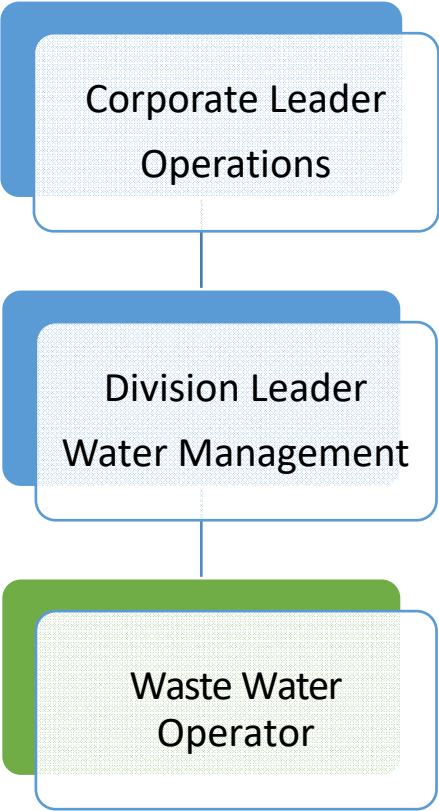 Corporate Leader
Operations
Division Leader
Water Management
Waste Water
Operator